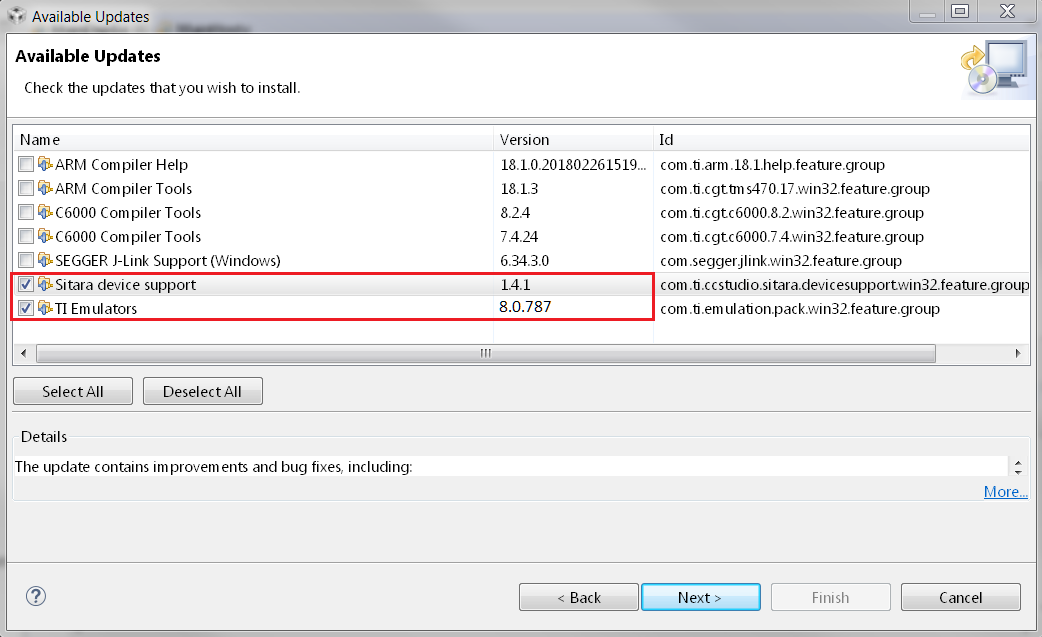 Available Updates
Available Updates
Check the updates that you wish to install.
Name Version Id
ARM Compiler Help 18.1.0.201802261519... com.ti.arm.18.1.help.feature.group
ARM Compiler Tools 18.1.3 com.ti.cgt.tms470.17.win32.feature.group
C6000 Compiler Tools 8.2.4 com.ti.cgt.c6000.8.2.win32.feature.group
C6000 Compiler Tools 7.4.24 com.ti.cgt.c6000.7.4.win32.feature.group
SEGGER J-Link Support (Windows) 6.34.3.0 com.segger.jlink.win32.feature.group
Sitara device support 1.4.1 com.ti.ccstudio.sitara.devicesupport.win32.feature.group
TI Emulators 8.0.787 com.ti.emulation.pack.win32.feature.group
Select All Deselect All
Details
The update contains improvements and bug fixes, including:
More...
? < Back Next > Finish Cancel